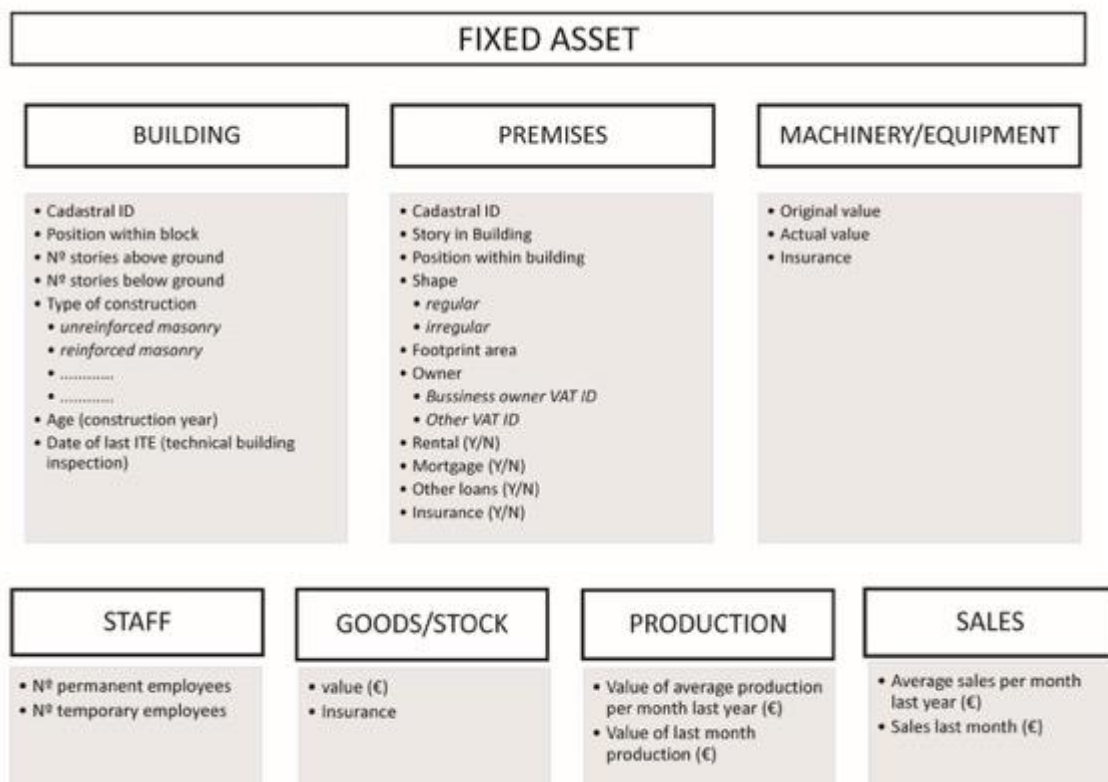 FIXED ASSET
BUILDING
• Cadastral ID
• Position within block
• Nº stories above ground
• Nº stories below ground
• Type of construction
• unreinforced masonry
• reinforced masonry
• ............
• ............
• Age (construction year)
• Date of last ITE (technical building
inspection)
PREMISES
• Cadastral ID
• Story in Building
• Position within building
• Shape
• regular
• irregular
• Footprint area
• Owner
• Bussiness owner VAT ID
• Other VAT ID
• Rental (Y/N)
• Mortgage (Y/N)
• Other loans (Y/N)
• Insurance (Y/N)
MACHINERY/EQUIPMENT
• Original value
• Actual value
• Insurance
STAFF
• Nº permanent employees
• Nº temporary employees
GOODS/STOCK
• value (€)
• Insurance
PRODUCTION
• Value of average production
per month last year (€)
• Value of last month
production (€)
SALES
• Average sales per month
last year (€)
• Sales last month (€)